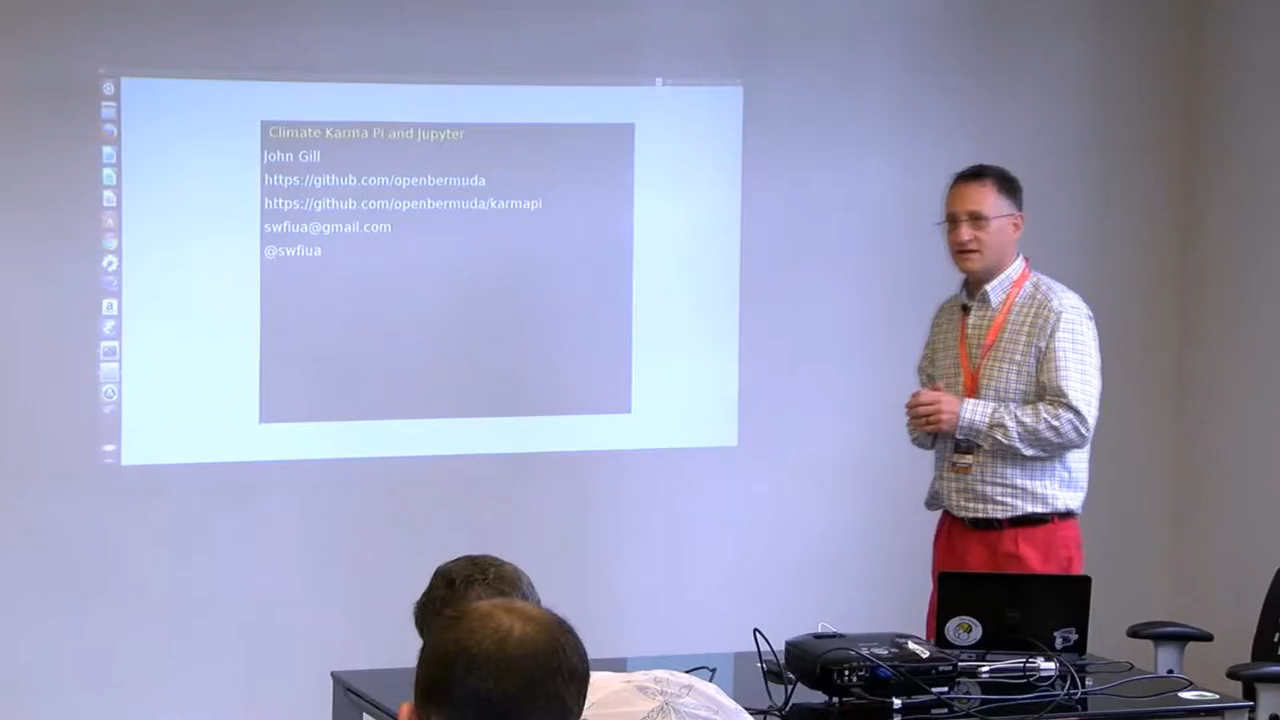 Climate Karma Pi and Jupyter
John Gill
https://github.com/openbermuda
https://github.com/openbermuda/karmapi
swfiua@gmail.com
@swfiua